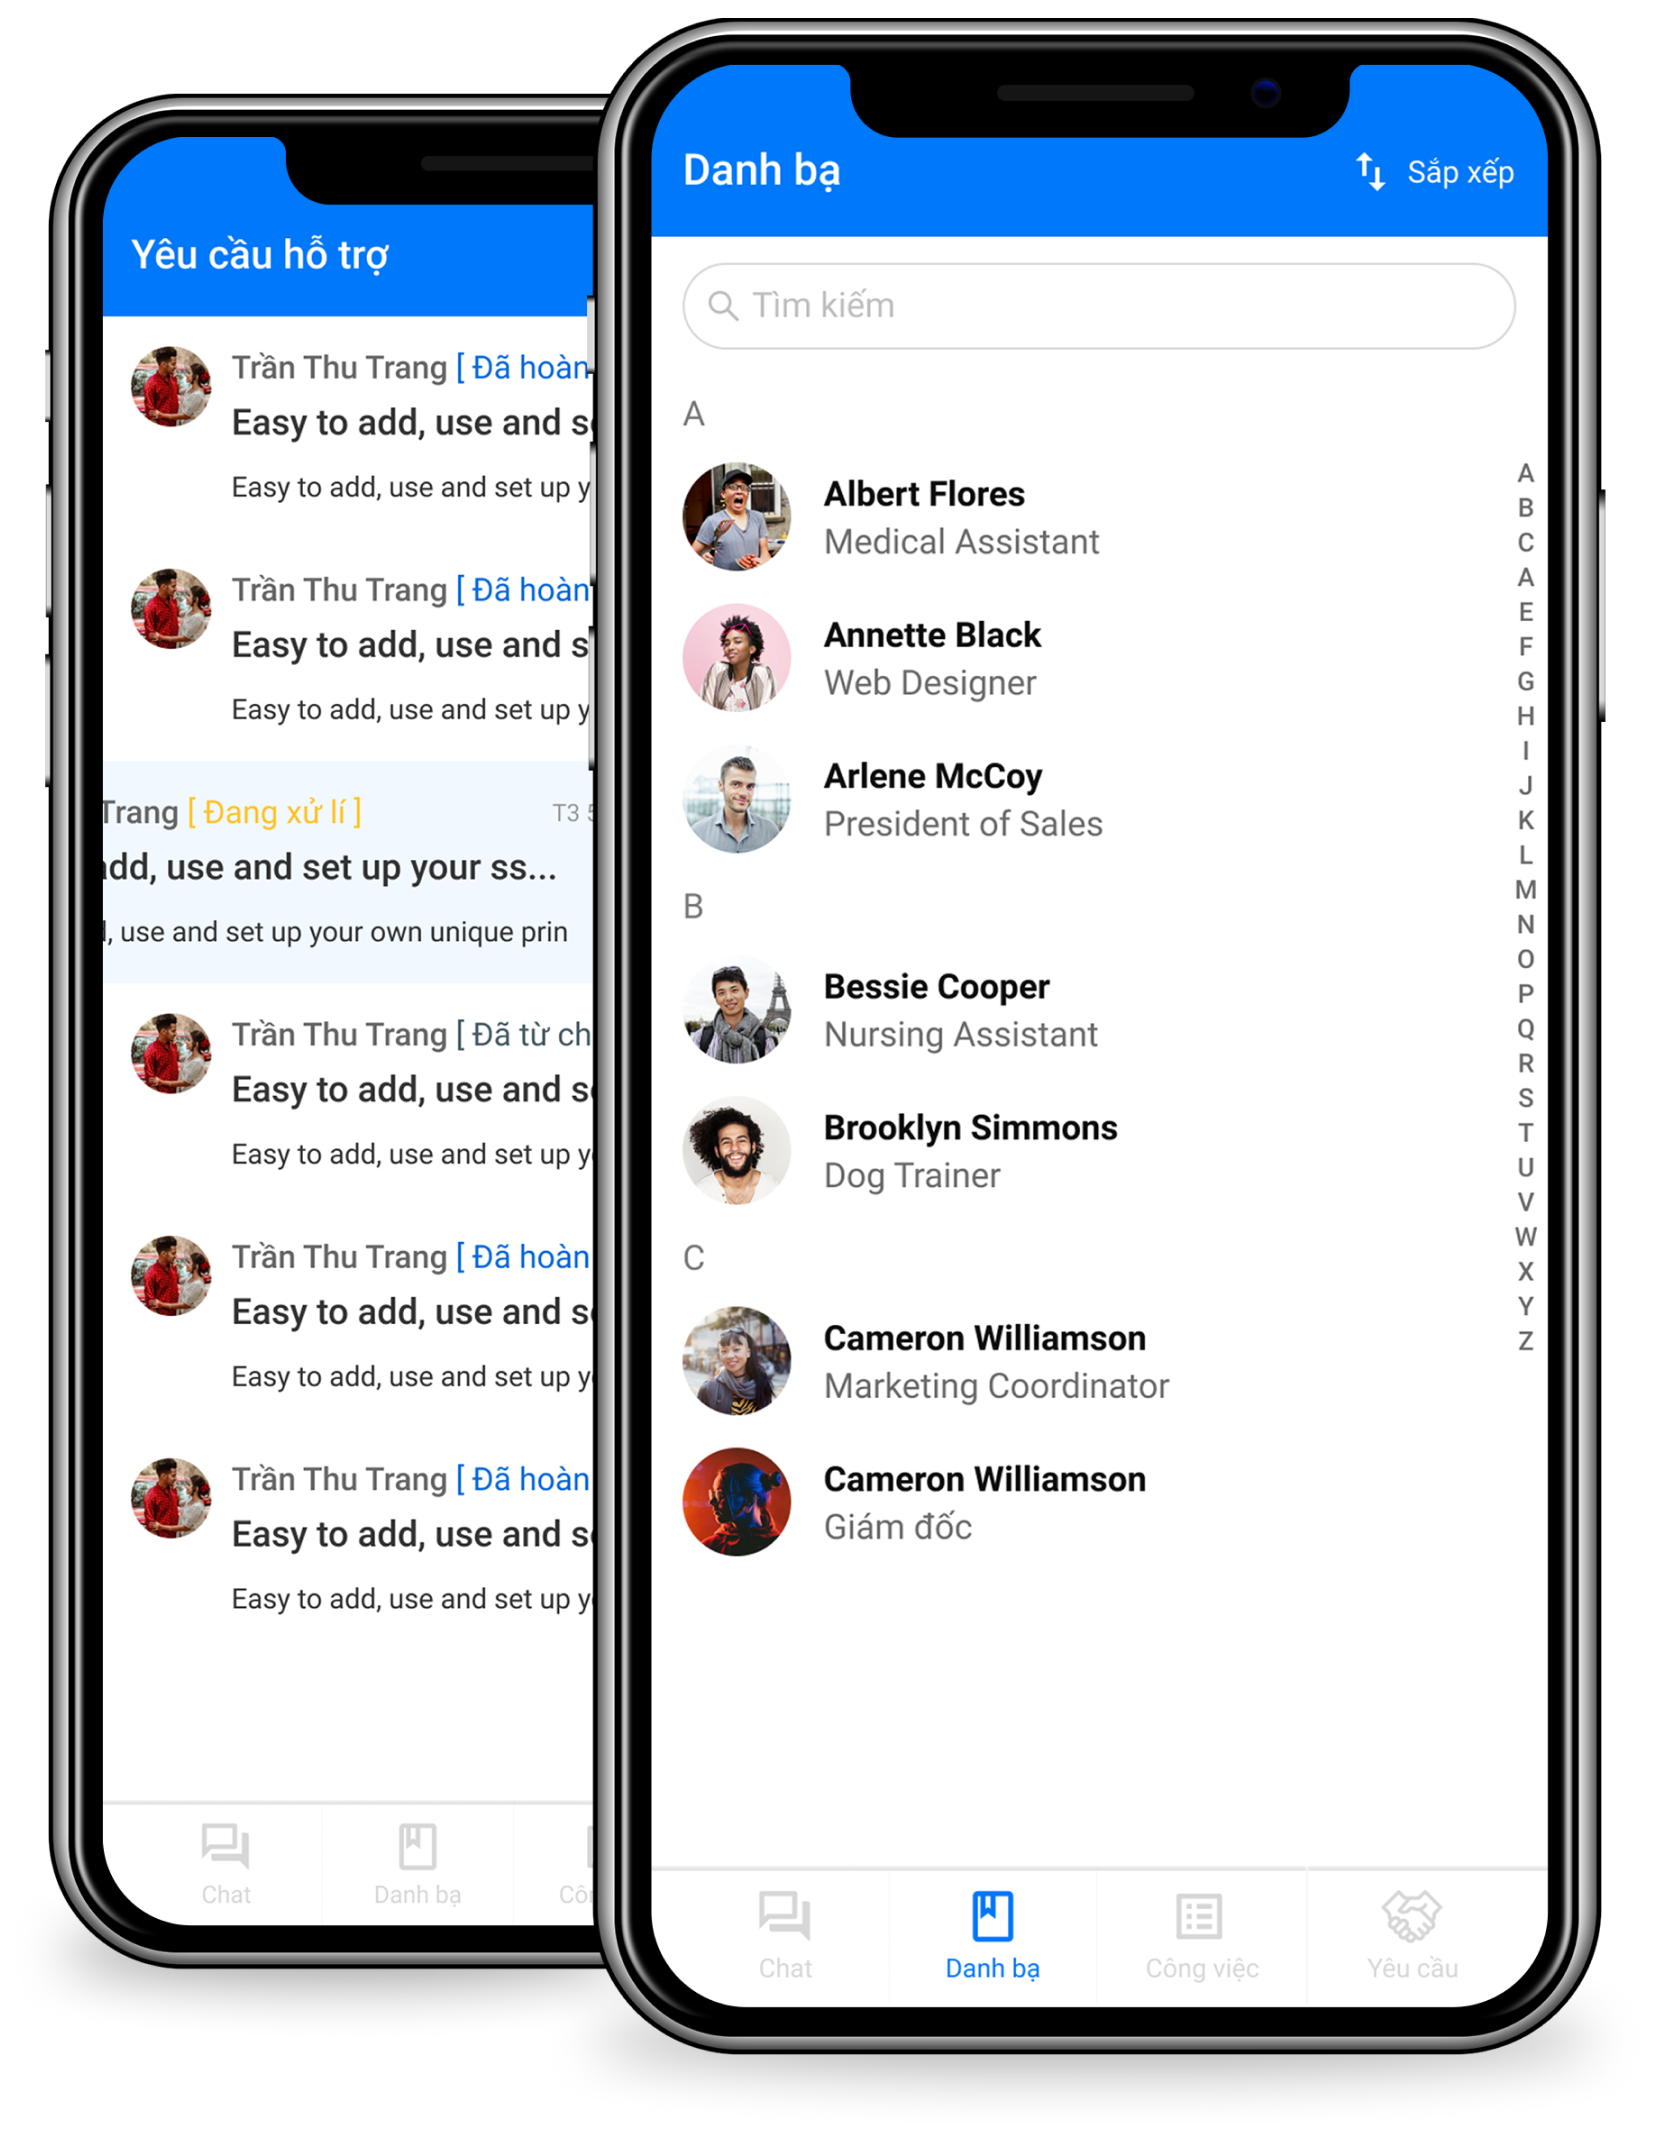 Yêu cầu hỗ trợ
Trần Thu Trang [ Đã hoàn
Easy to add, use and
Easy to add, use and set up
Trần Thu Trang [ Đã hoàn
Easy to add, use and
Easy to add, use and set up
Trang [ Đang xử lí ]
T3
add, use and set up your ss...
use and set up your own unique prin
Trần Thu Trang [ Đã từ ch
Easy to add, use and
Easy to add, use and set up
Trần Thu Trang [ Đã hoàn
Easy to add, use and
Easy to add, use and set up
Trần Thu Trang [ Đã hoàn
Easy to add, use and
Easy to add, use and set up
Chat
Danh bạ
Danh bạ
Sắp xếp
Tìm kiếm
A
Albert Flores
Medical Assistant
Annette Black
Web Designer
Arlene McCoy
President of Sales
B
Bessie Cooper
Nursing Assistant
Brooklyn Simmons
Dog Trainer
C
Cameron Williamson
Marketing Coordinator
Cameron Williamson
Giám đốc
A
B
C
A
E
F
G
H
I
J
K
L
M
N
O
P
Q
R
S
T
U
V
W
X
Y
Z
Chat
Danh bạ
Công việc
Yêu cầu